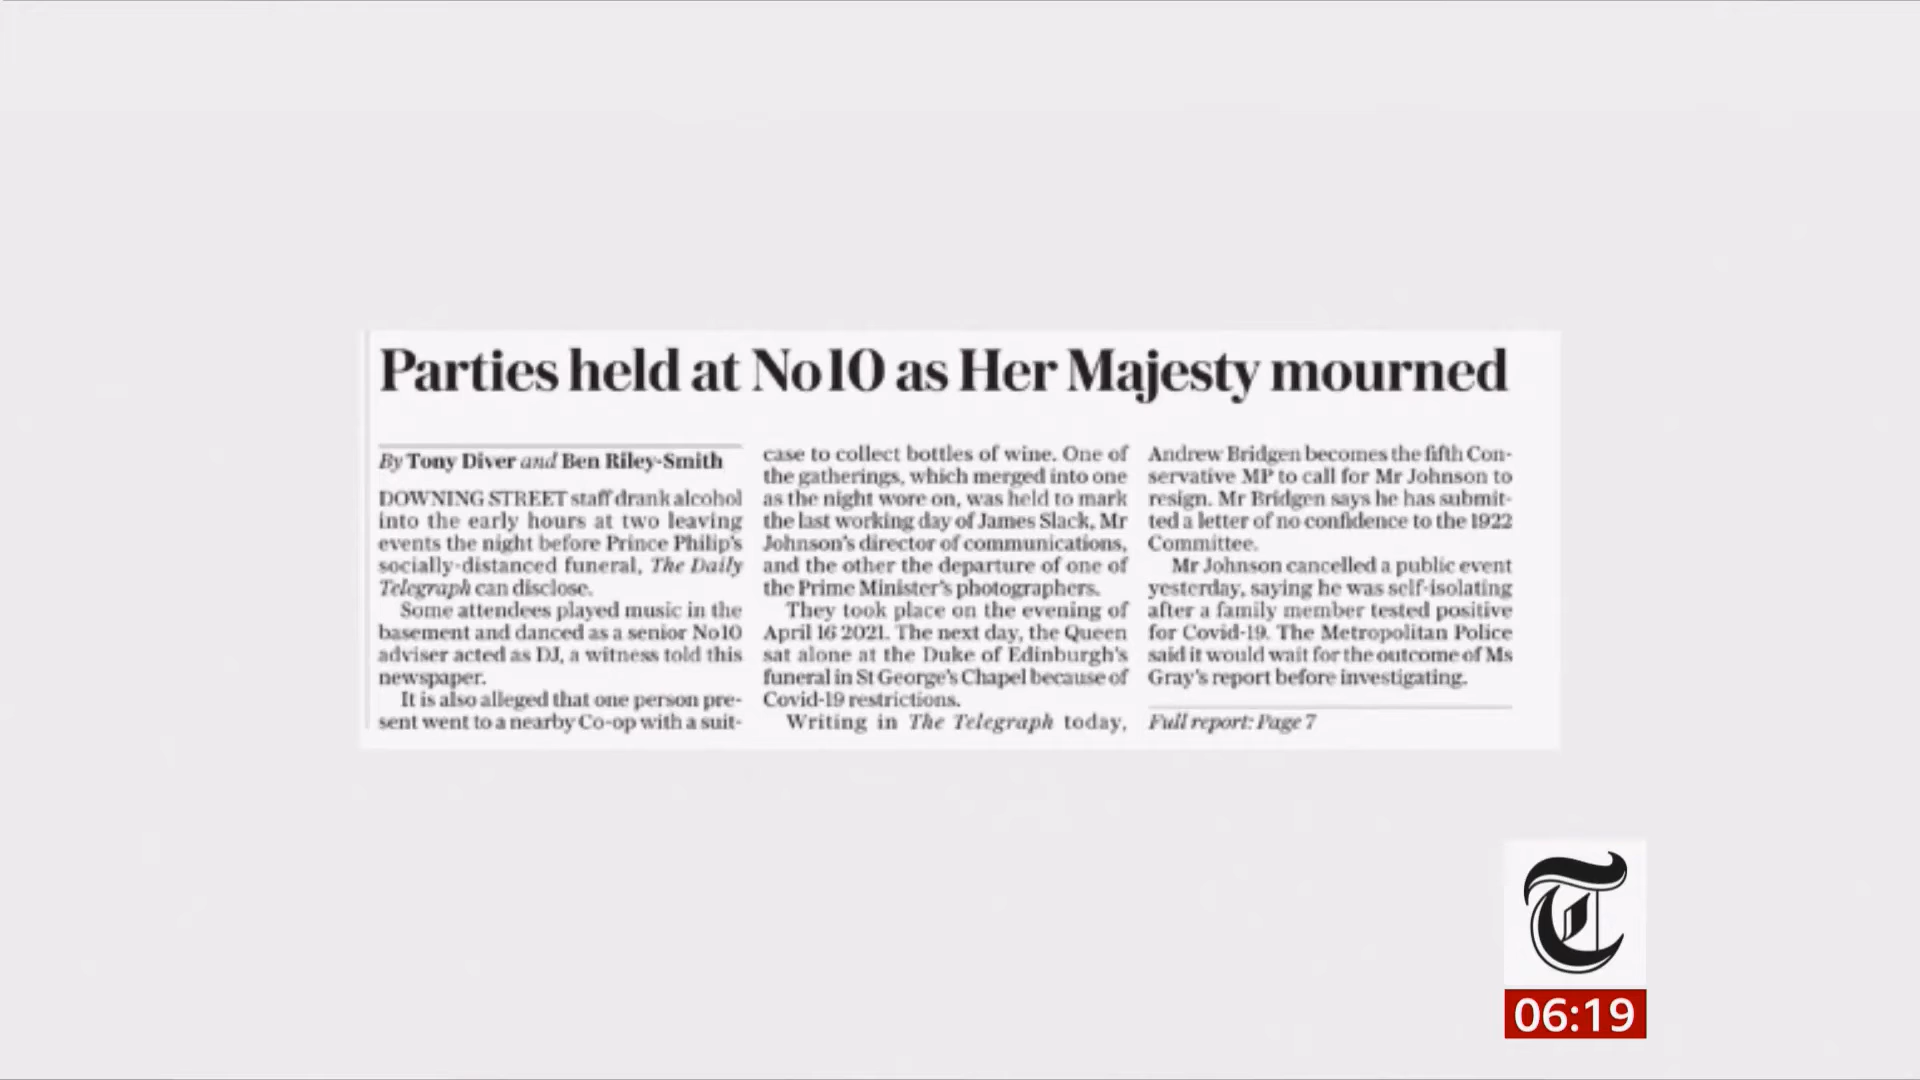 Parties held at No10 as Her Majesty mourned
By Tony Diver and Ben Riley-Smith
DOWNING STREET staff drank alcohol
into the early hours at two leaving
events the night before Prince Philip's
socially-distanced funeral, The Daily
Telegraph can disclose.
Some attendees played music in the
basement and danced as a senior No10
adviser acted as DJ, a witness told this
newspaper.
It is also alleged that one person pre-
sent went to a nearby Co-op with a suit-
case to collect bottles of wine. One of
the gatherings, which merged into one
as the night wore on, was held to mark
the last working day of James Slack, Mr
Johnson's director of communications,
and the other the departure of one of
the Prime Minister's photographers.
They took place on the evening of
April 16 2021. The next day, the Queen
sat alone at the Duke of Edinburgh's
funeral in St George's Chapel because of
Covid-19 restrictions.
Writing in The Telegraph today,
Andrew Bridgen becomes the fifth Con-
servative MP to call for Mr Johnson to
resign. Mr Bridgen says he has submit-
ted a letter of no confidence to the 1922
Committee.
Mr Johnson cancelled a public event
yesterday, saying he was self-isolating
after a family member tested positive
for Covid-19. The Metropolitan Police
said it would wait for the outcome of Ms
Gray's report before investigating.
Full report: Page 7
T
06:19